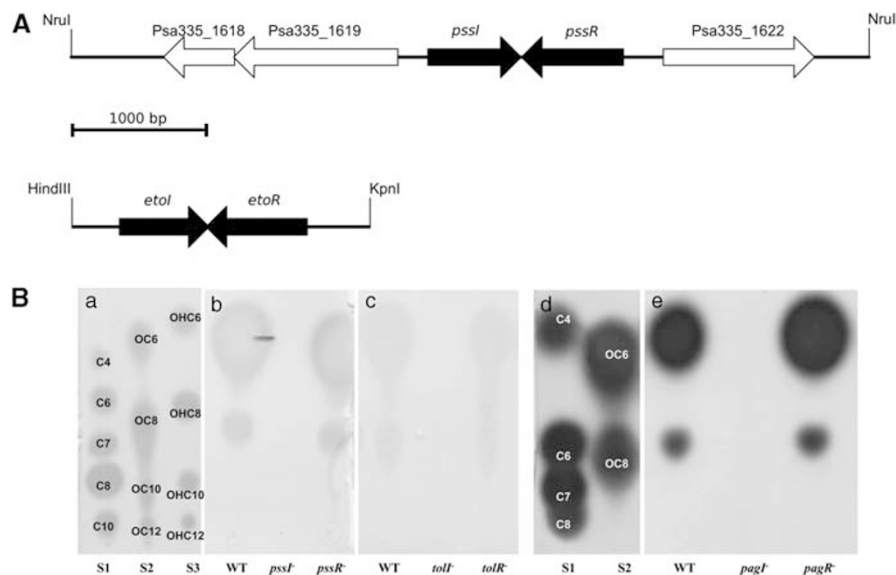 A
NruI
Psa335_1618
Psa335_1619
pssI
pssR
Psa335_1622
NruI
1000 bp
HindIII
etoI
etoR
KpnI
B
a
C4
C6
C7
C8
C10
OC6
OC8
OC10
OC12
OHC6
OHC8
OHC10
OHC12
S1 S2 S3
b
WT pssI- pssR-
c
WT tolI- tolR-
d
C4
C6
C7
C8
OC6
OC8
S1 S2
e
WT pagI- pagR-